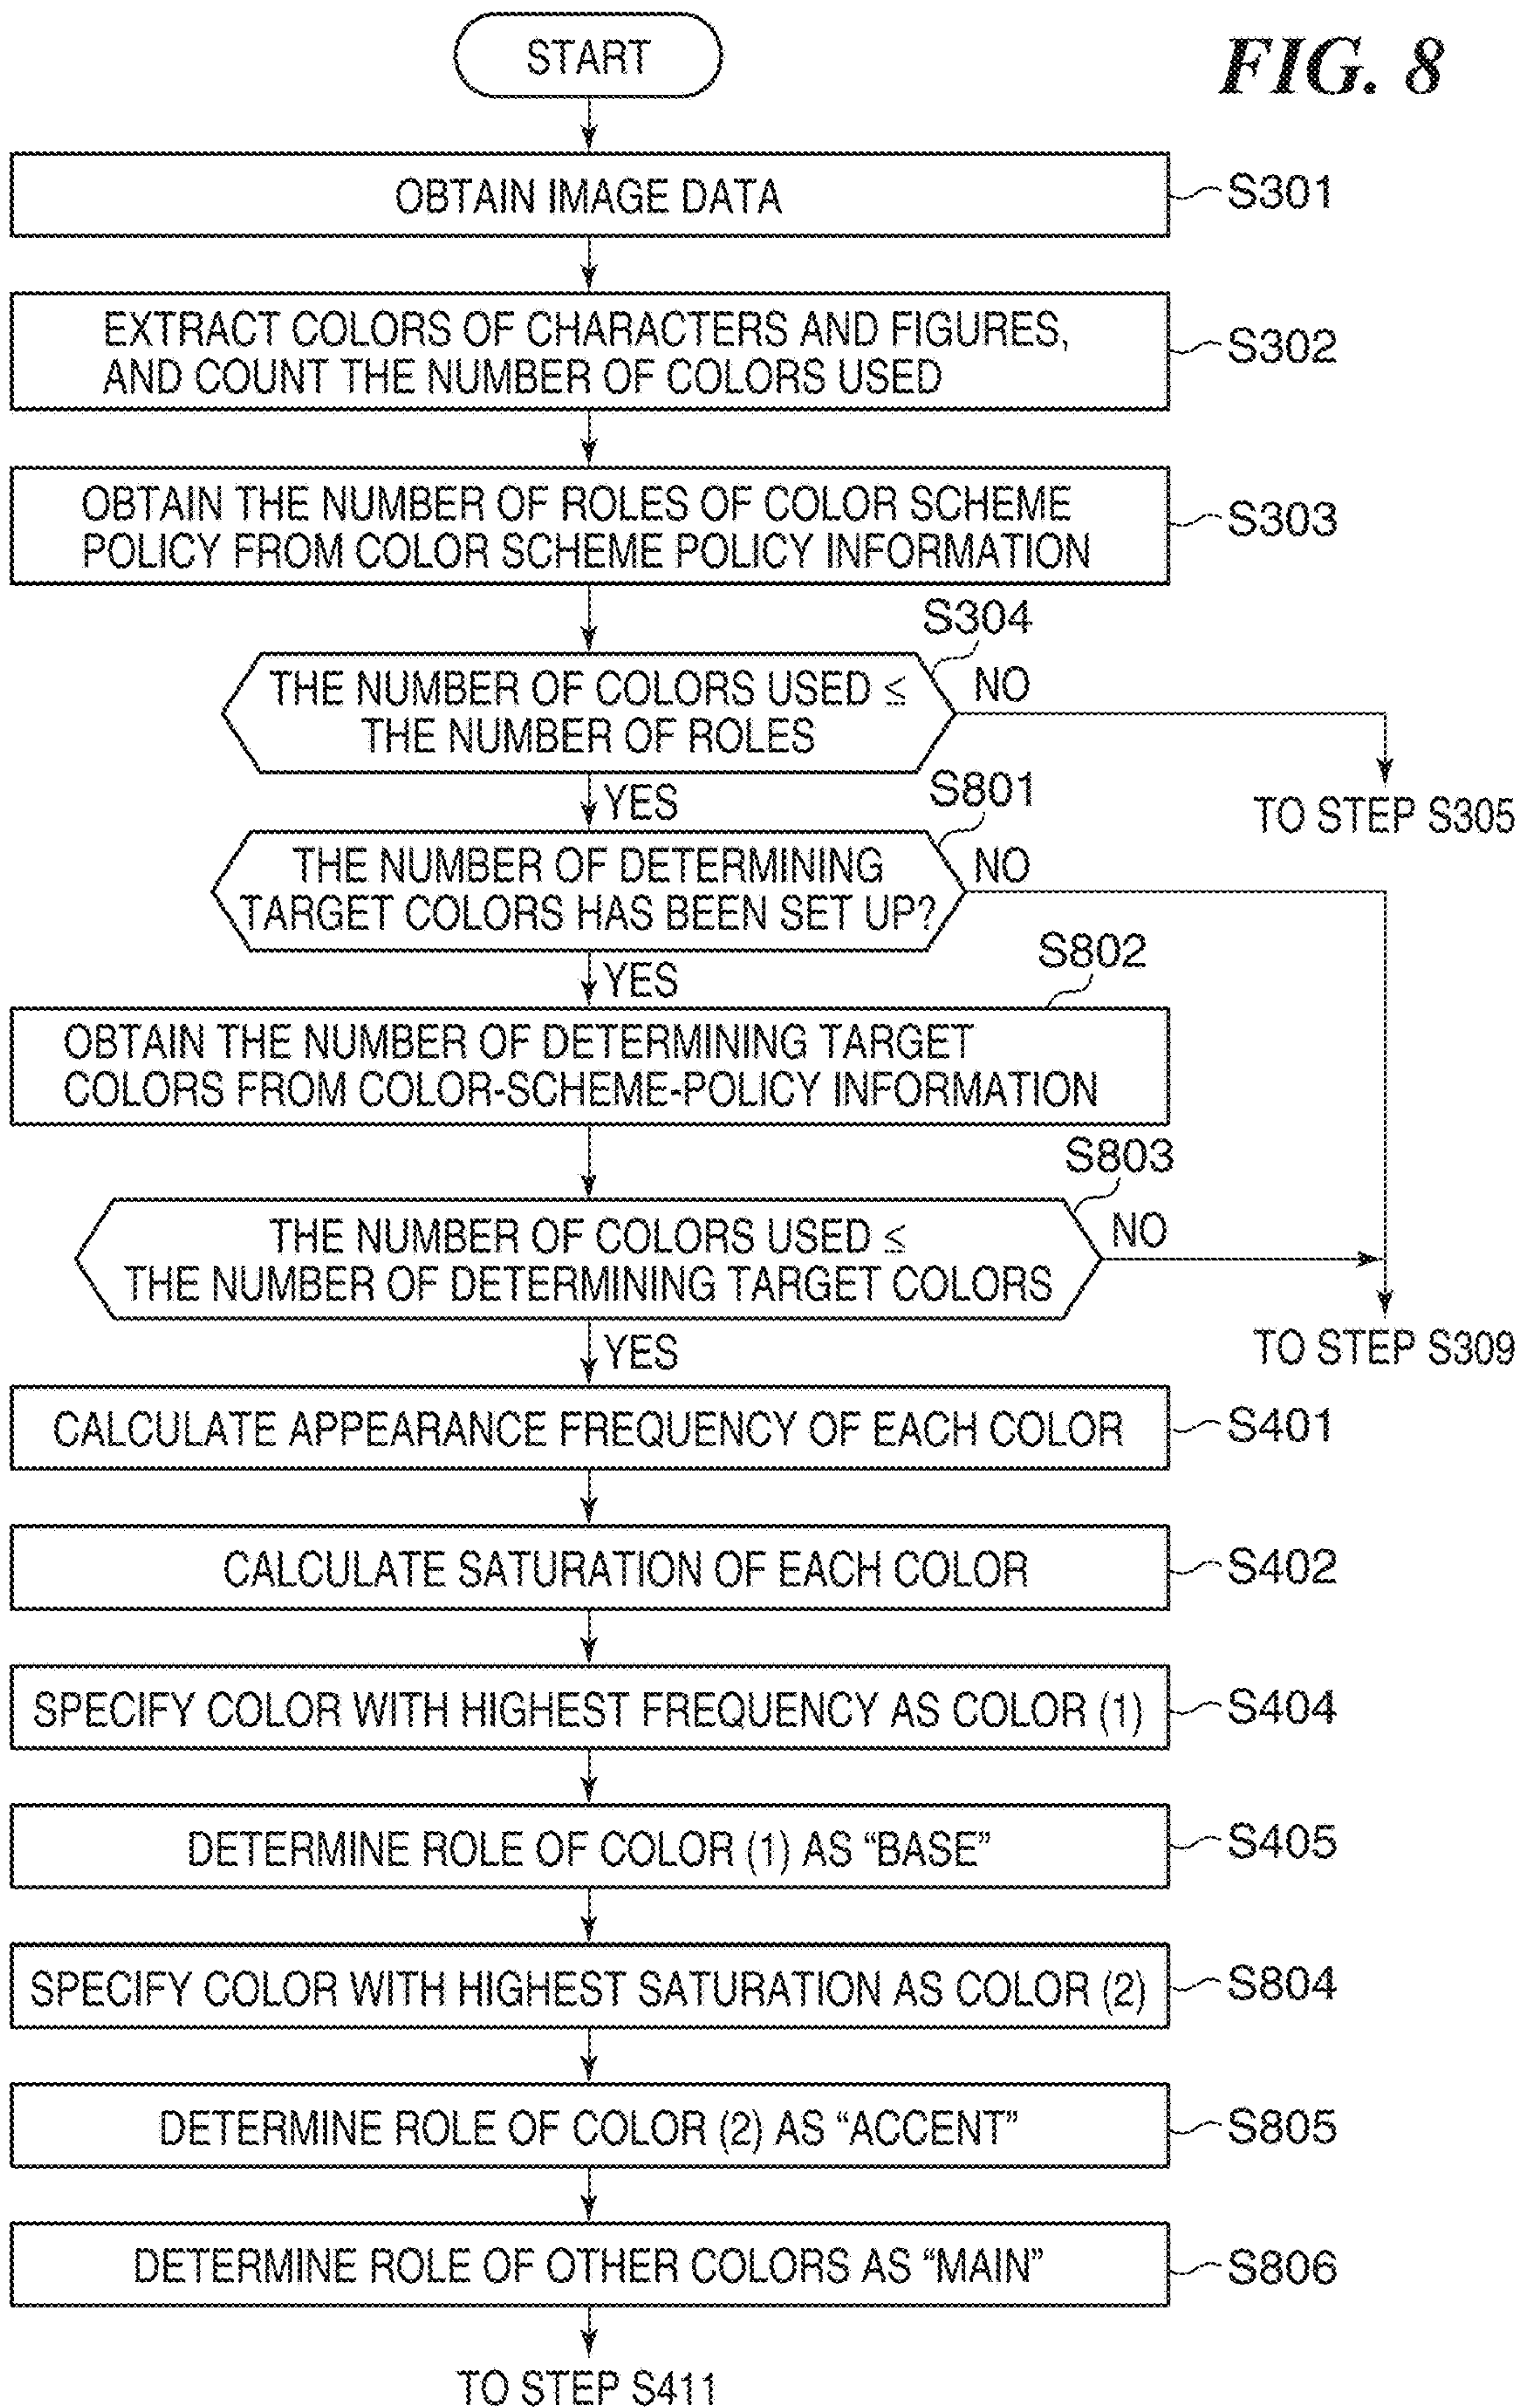 FIG. 8
START
OBTAIN IMAGE DATA
S301
EXTRACT COLORS OF CHARACTERS AND FIGURES,
AND COUNT THE NUMBER OF COLORS USED
S302
OBTAIN THE NUMBER OF ROLES OF COLOR SCHEME
POLICY FROM COLOR SCHEME POLICY INFORMATION
S303
S304
THE NUMBER OF COLORS USED ≦
THE NUMBER OF ROLES
NO
TO STEP S305
YES
S801
THE NUMBER OF DETERMINING
TARGET COLORS HAS BEEN SET UP?
NO
YES
S802
OBTAIN THE NUMBER OF DETERMINING TARGET
COLORS FROM COLOR-SCHEME-POLICY INFORMATION
S803
THE NUMBER OF COLORS USED ≦
THE NUMBER OF DETERMINING TARGET COLORS
NO
TO STEP S309
YES
CALCULATE APPEARANCE FREQUENCY OF EACH COLOR
S401
CALCULATE SATURATION OF EACH COLOR
S402
SPECIFY COLOR WITH HIGHEST FREQUENCY AS COLOR (1)
S404
DETERMINE ROLE OF COLOR (1) AS “BASE”
S405
SPECIFY COLOR WITH HIGHEST SATURATION AS COLOR (2)
S804
DETERMINE ROLE OF COLOR (2) AS “ACCENT”
S805
DETERMINE ROLE OF OTHER COLORS AS “MAIN”
S806
TO STEP S411